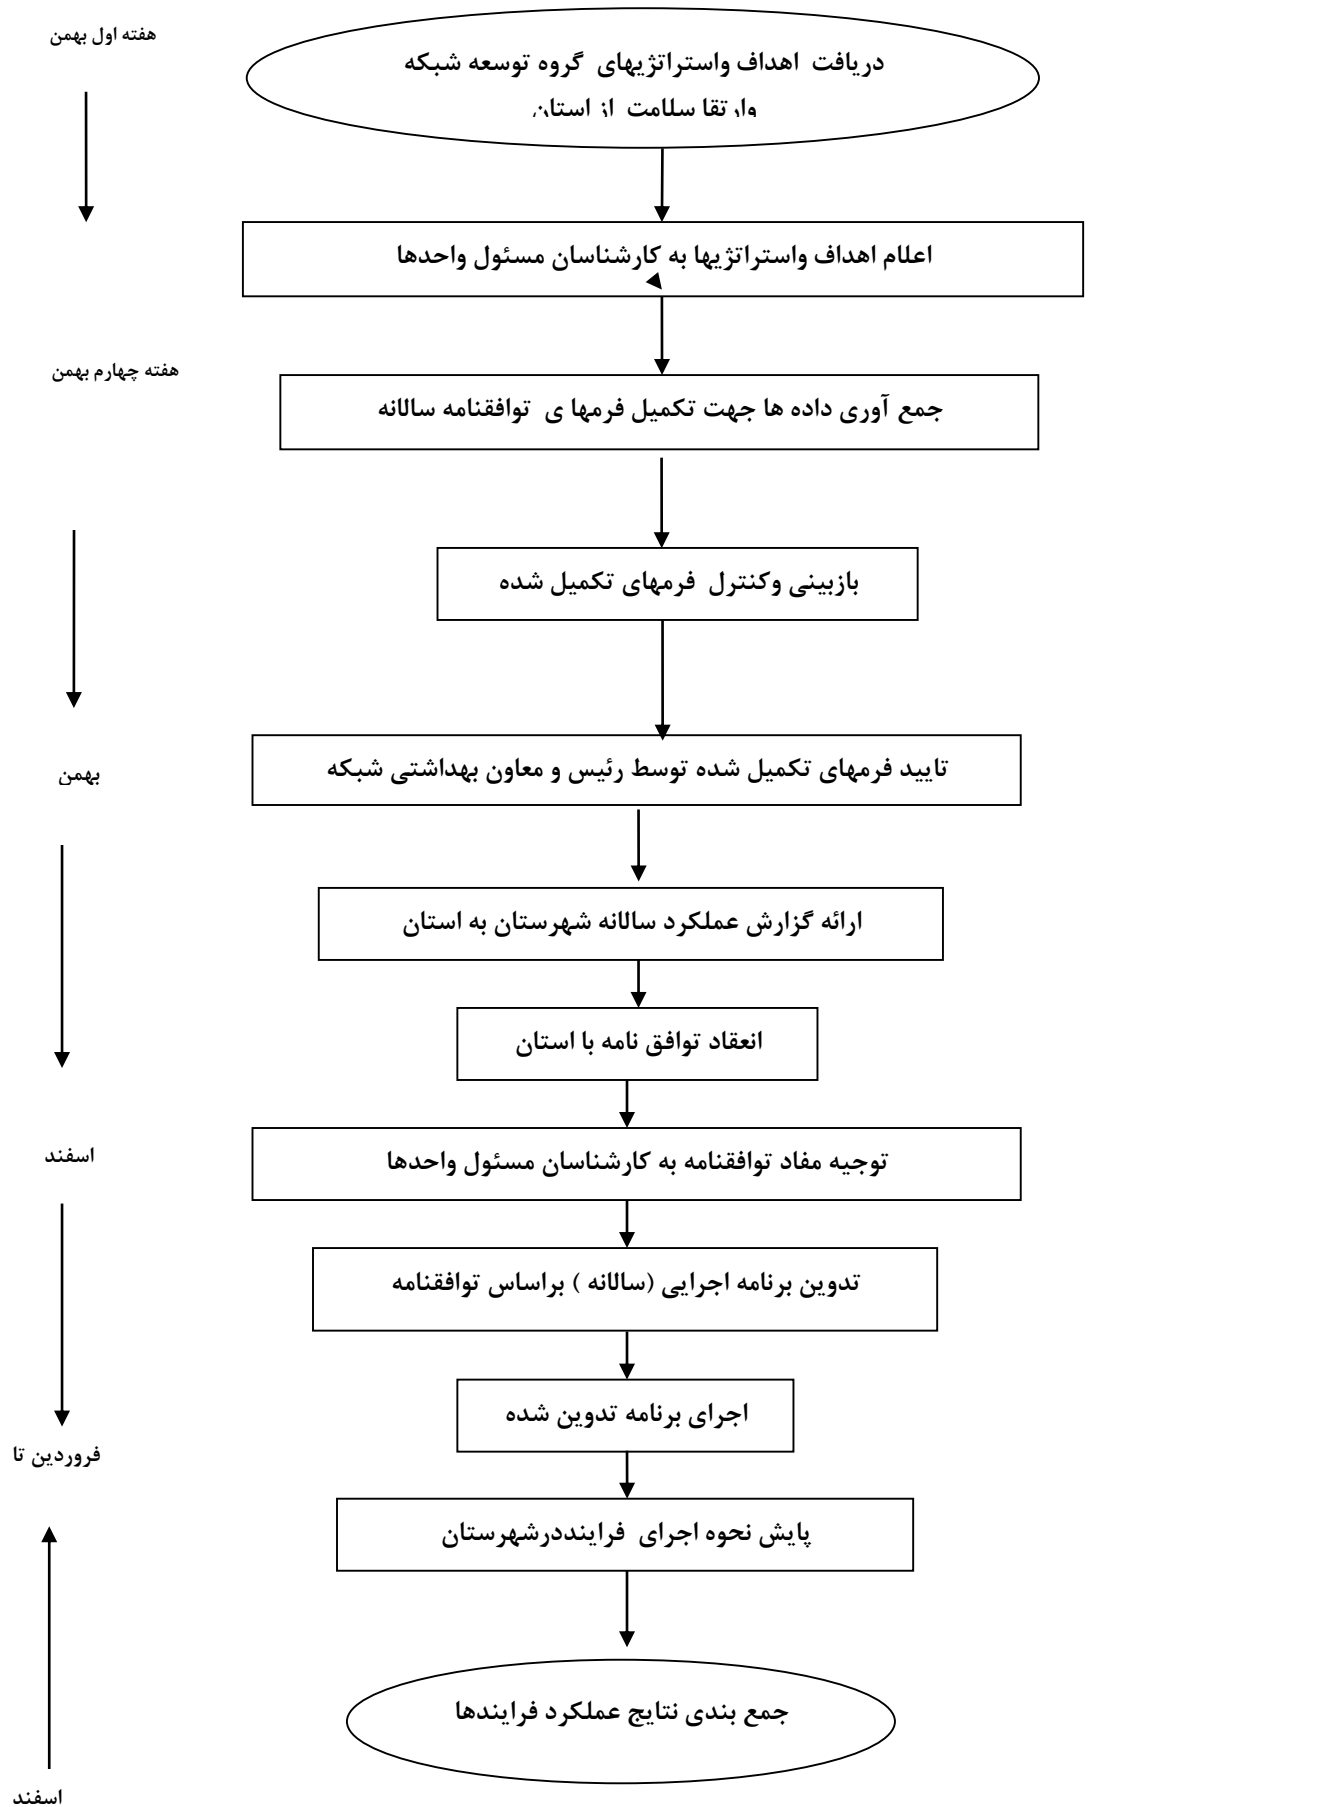 هفته اول بهمن
دریافت اهداف واستراتژیهای گروه توسعه شبکه
وارتقا سلامت از استان
اعلام اهداف واستراتژیها به کارشناسان مسئول واحدها
هفته چهارم بهمن
جمع آوری داده ها جهت تکمیل فرمها ی توافقنامه سالانه
بازبینی وکنترل فرمهای تکمیل شده
بهمن
تایید فرمهای تکمیل شده توسط رئیس و معاون بهداشتی شبکه
ارائه گزارش عملکرد سالانه شهرستان به استان
انعقاد توافق نامه با استان
اسفند
توجیه مفاد توافقنامه به کارشناسان مسئول واحدها
تدوین برنامه اجرایی (سالانه ) براساس توافقنامه
اجرای برنامه تدوین شده
فروردین تا
پایش نحوه اجرای فراینددرشهرستان
جمع بندی نتایج عملکرد فرایندها
اسفند